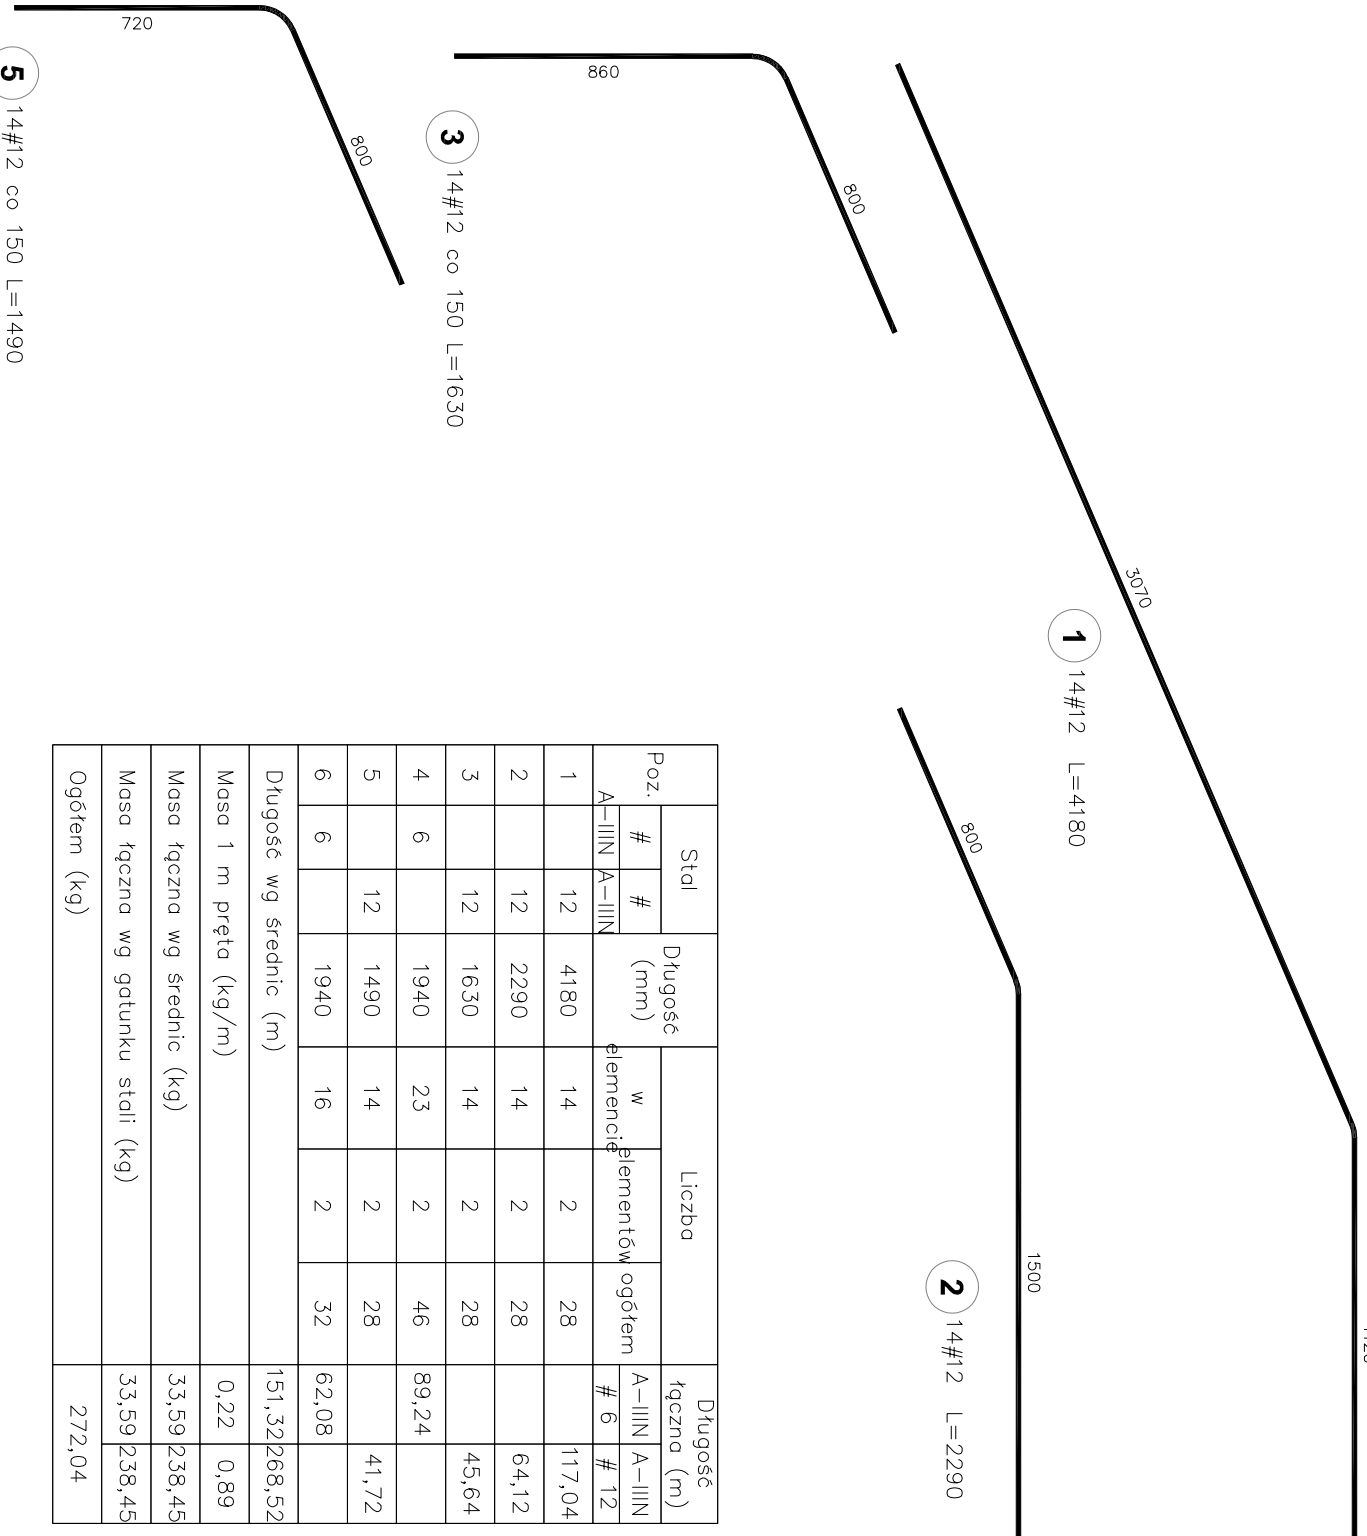 720
800
5 14#12 co 150 L=1490
860
800
3 14#12 co 150 L=1630
3070
1 14#12 L=4180
800
1500
2 14#12 L=2290
Poz. Stal Długość (mm) Liczba Długość łączna (m)
# # w elemencie elementów ogółem A-IIIN A-IIIN
A-IIIN A-IIIN # 6 # 12
1 12 4180 14 2 28 117,04
2 12 2290 14 2 28 64,12
3 12 1630 14 2 28 45,64
4 6 1940 23 2 46 89,24
5 12 1490 14 2 28 41,72
6 6 1940 16 2 32 62,08
Długość wg średnic (m) 151,32 268,52
Masa 1 m pręta (kg/m) 0,22 0,89
Masa łączna wg średnic (kg) 33,59 238,45
Masa łączna wg gatunku stali (kg) 33,59 238,45
Ogółem (kg) 272,04